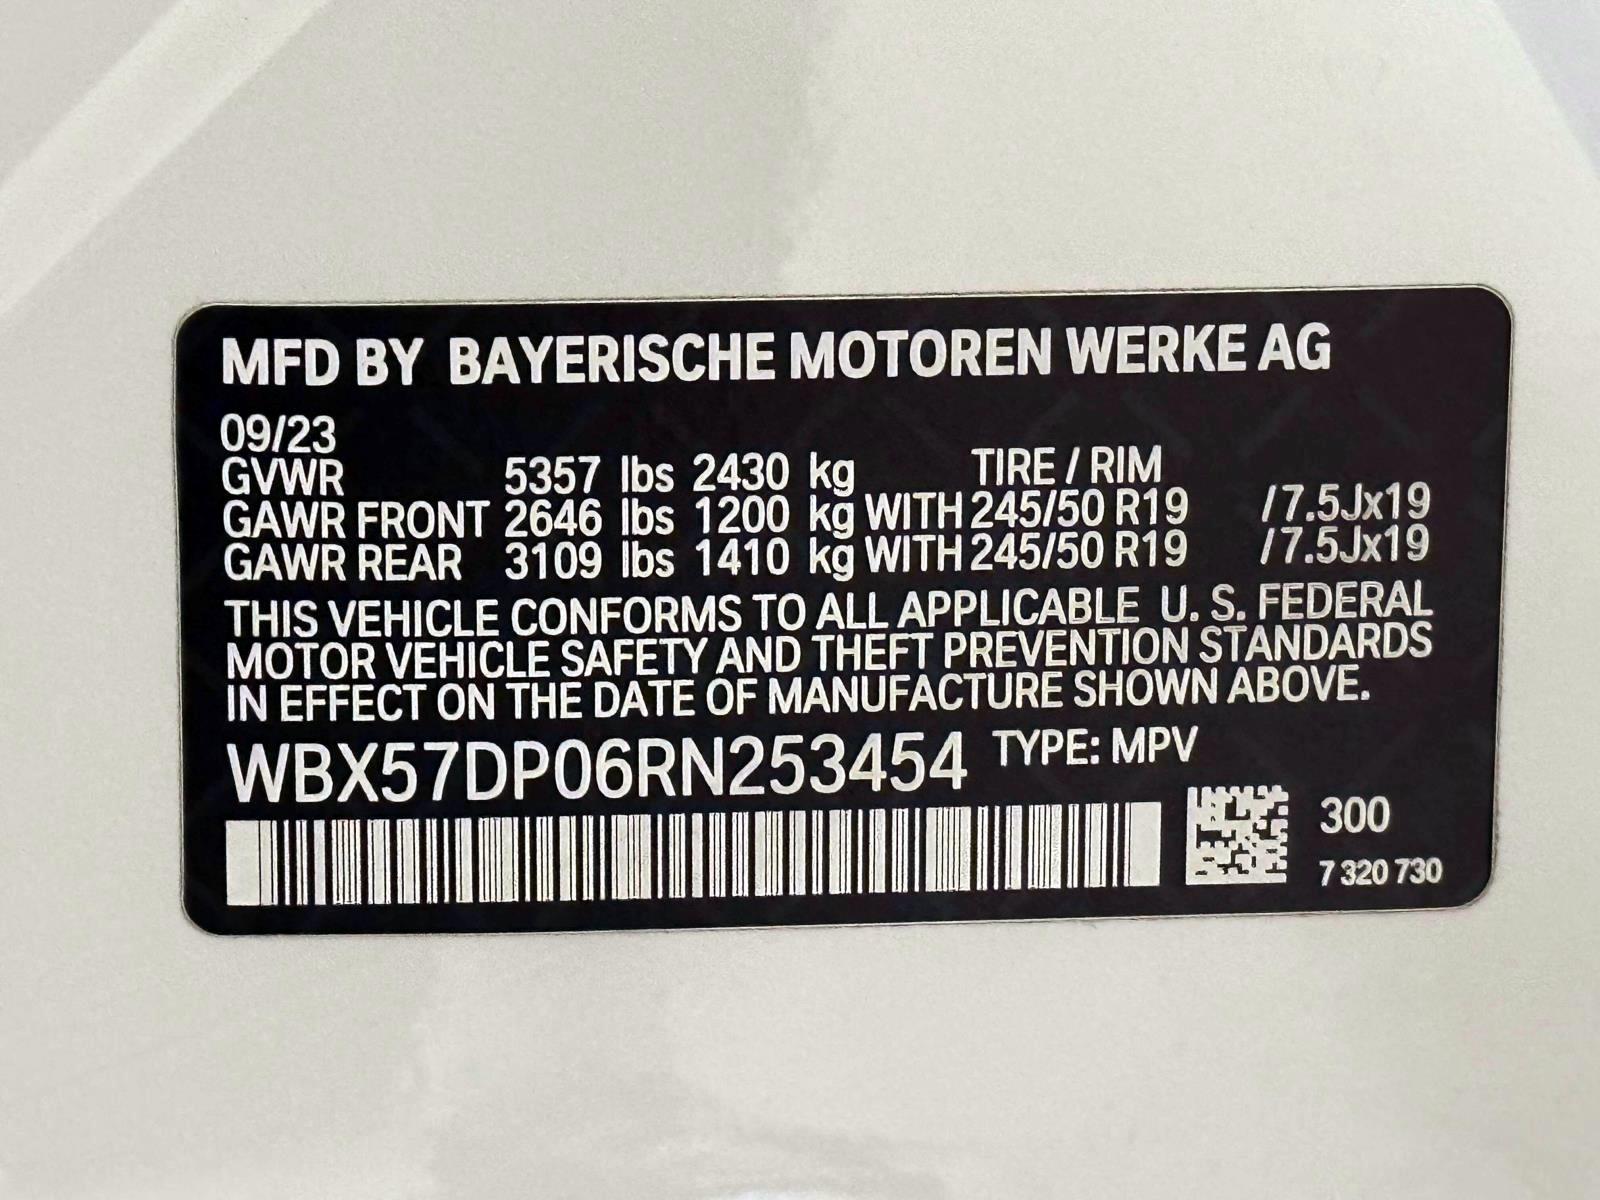 MFD BY BAYERISCHE MOTOREN WERKE AG
09/23
GVWR 5357 lbs 2430 kg TIRE / RIM
GAWR FRONT 2646 lbs 1200 kg WITH 245/50 R19 /7.5Jx19
GAWR REAR 3109 lbs 1410 kg WITH 245/50 R19 /7.5Jx19
THIS VEHICLE CONFORMS TO ALL APPLICABLE U. S. FEDERAL
MOTOR VEHICLE SAFETY AND THEFT PREVENTION STANDARDS
IN EFFECT ON THE DATE OF MANUFACTURE SHOWN ABOVE.
WBX57DP06RN253454 TYPE: MPV
300
7 320 730